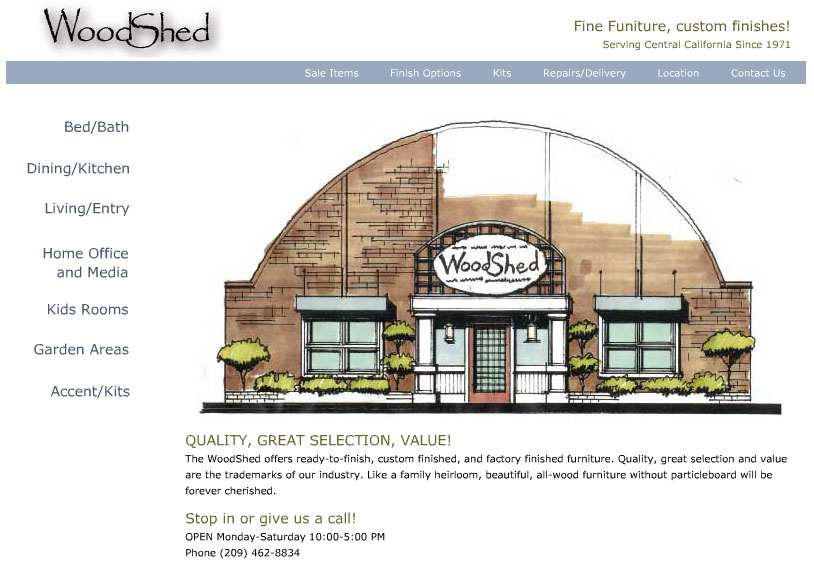 WoodShed
Fine Funiture, custom finishes!
Serving Central California Since 1971
Sale Items Finish Options Kits Repairs/Delivery Location Contact Us
Bed/Bath
Dining/Kitchen
Living/Entry
Home Office
and Media
Kids Rooms
Garden Areas
Accent/Kits
WoodShed
QUALITY, GREAT SELECTION, VALUE!
The WoodShed offers ready-to-finish, custom finished, and factory finished furniture. Quality, great selection and value
are the trademarks of our industry. Like a family heirloom, beautiful, all-wood furniture without particleboard will be
forever cherished.
Stop in or give us a call!
OPEN Monday-Saturday 10:00-5:00 PM
Phone (209) 462-8834